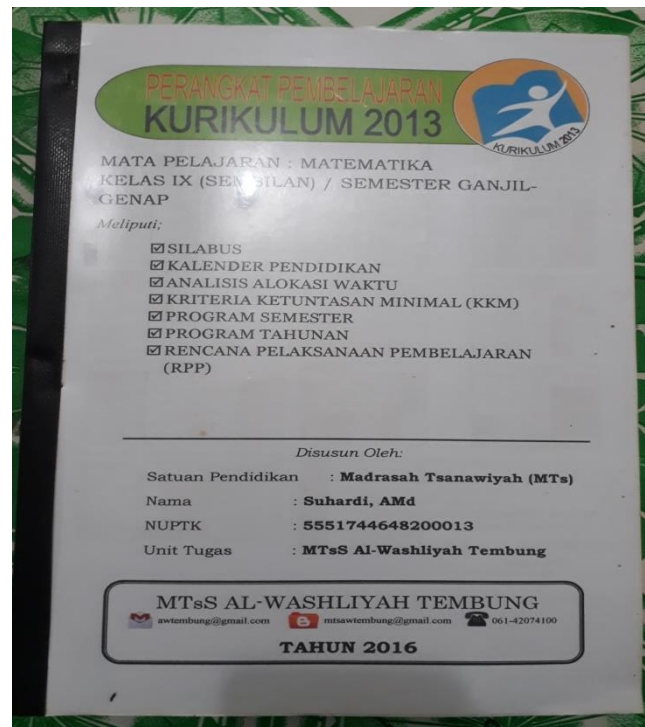 PERANGKAT PEMBELAJARAN
KURIKULUM 2013
KURIKULUM 2013
MATA PELAJARAN : MATEMATIKA
KELAS IX (SEMBILAN) / SEMESTER GANJIL-
GENAP
Meliputi;
☑ SILABUS
☑ KALENDER PENDIDIKAN
☑ ANALISIS ALOKASI WAKTU
☑ KRITERIA KETUNTASAN MINIMAL (KKM)
☑ PROGRAM SEMESTER
☑ PROGRAM TAHUNAN
☑ RENCANA PELAKSANAAN PEMBELAJARAN
(RPP)
Disusun Oleh:
Satuan Pendidikan : Madrasah Tsanawiyah (MTs)
Nama : Suhardi, AMd
NUPTK : 5551744648200013
Unit Tugas : MTsS Al-Washliyah Tembung
MTsS AL-WASHLIYAH TEMBUNG
awtembung@gmail.com mtsawtembung@gmail.com 061-42074100
TAHUN 2016